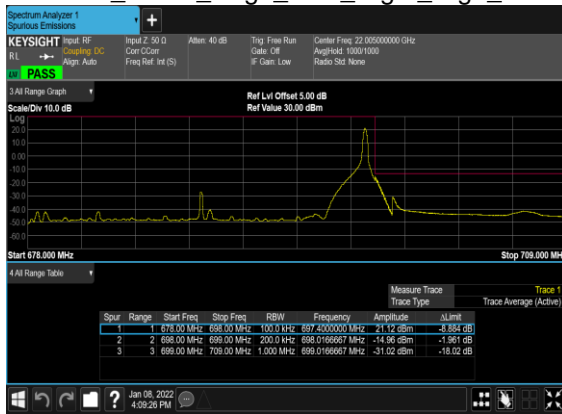 Spectrum Analyzer 1
Spurious Emissions
+
KEYSIGHT Input: RF Input Z: 50 Ω Atten: 40 dB Trig: Free Run Center Freq: 22.005000000 GHz
RL Coupling: DC Corr CCorr Gate: Off Avg|Hold: 1000/1000
Align: Auto Freq Ref: Int (S) IF Gain: Low Radio Std: None
PASS
3 All Range Graph
Ref Lvl Offset 5.00 dB
Scale/Div 10.0 dB Ref Value 30.00 dBm
Log
20.0
10.0
0.00
-10.0
-20.0
-30.0
-40.0
-50.0
-60.0
Start 678.000 MHz Stop 709.000 MH
4 All Range Table
Measure Trace Trace 1
Trace Type Trace Average (Active)
Spur Range Start Freq Stop Freq RBW Frequency Amplitude ΔLimit
1 1 678.00 MHz 698.00 MHz 100.0 kHz 697.4000000 MHz 21.12 dBm -8.884 dB
2 2 698.00 MHz 699.00 MHz 200.0 kHz 698.0166667 MHz -14.96 dBm -1.961 dB
3 3 699.00 MHz 709.00 MHz 1.000 MHz 699.0166667 MHz -31.02 dBm -18.02 dB
? Jan 08, 2022
4:09:26 PM